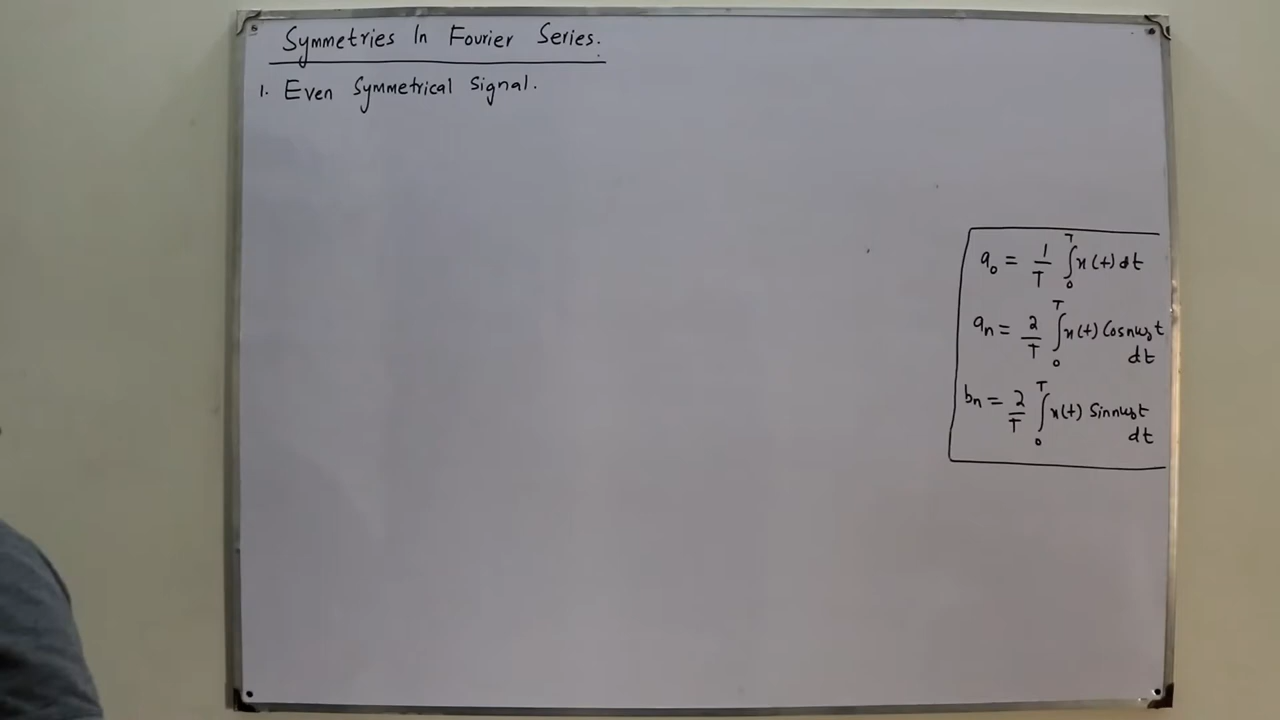 Symmetries In Fourier Series.
1. Even Symmetrical Signal.
a₀ = 1/T ∫₀ᵀ x(t) dt
aₙ = 2/T ∫₀ᵀ x(t) Cosnω₀t
dt
bₙ = 2/T ∫₀ᵀ x(t) Sinnω₀t
dt